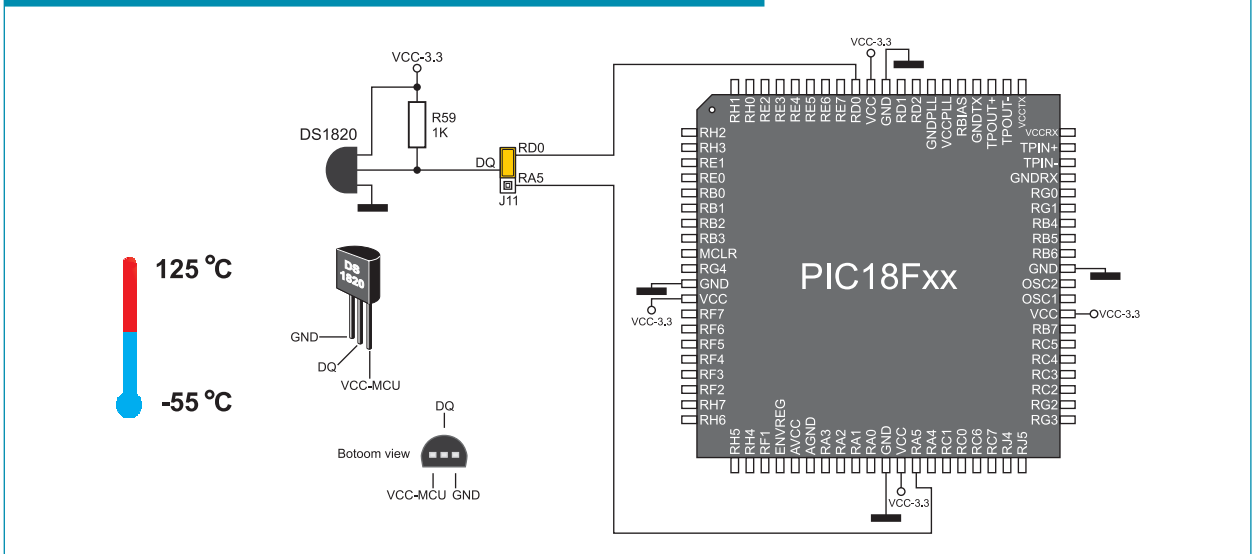 VCC-3.3
DS1820
R59
1K
DQ
RD0
RA5
J11
125 °C
-55 °C
DS
1820
GND
DQ
VCC-MCU
DQ
Botoom view
VCC-MCU GND
VCC-3.3
RH1 RH0 RE2 RE3 RE4 RE5 RE6 RE7 RD0 VCC GND RD1 RD2 GNDPLL VCCPLL RBIAS GNDTX TPOUT+ TPOUT- VCCTX
RH2
RH3
RE1
RE0
RB0
RB1
RB2
RB3
MCLR
RG4
GND
VCC
RF7
RF6
RF5
RF4
RF3
RF2
RH7
RH6
VCC-3.3
PIC18Fxx
VCCRX
TPIN+
TPIN-
GNDRX
RG0
RG1
RB4
RB5
RB6
GND
OSC2
OSC1
VCC
RB7
RC5
RC4
RC3
RC2
RG2
RG3
VCC-3.3
RH5 RH4 RF1 ENVREG AVCC AGND RA3 RA2 RA1 RA0 GND VCC RA5 RA4 RC1 RC0 RC6 RC7 RJ4 RJ5
VCC-3.3